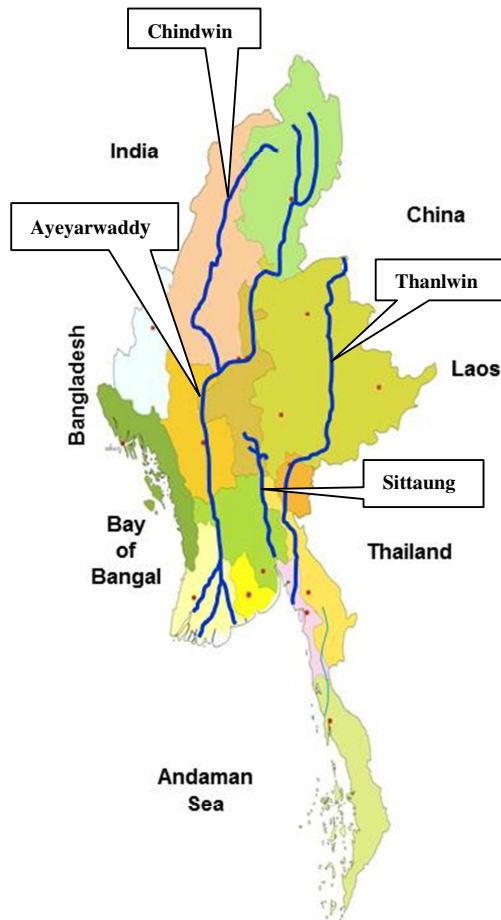 Chindwin
India
Ayeyarwaddy
China
Thanlwin
Bangladesh
Laos
Sittaung
Bay
of
Bangal
Thailand
Andaman
Sea